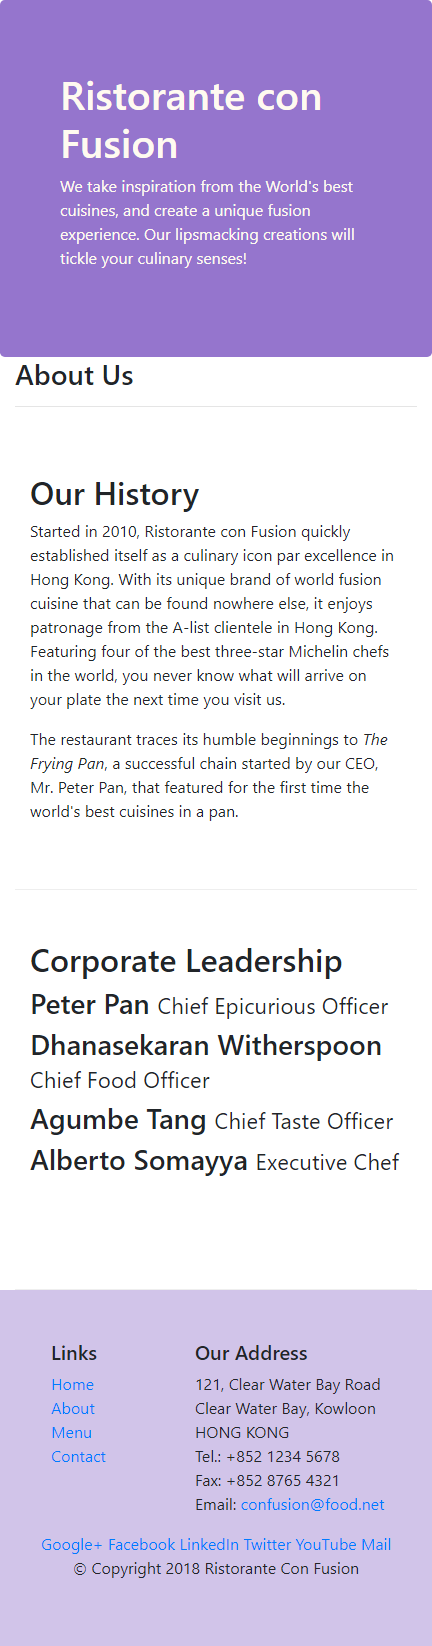 Ristorante con
Fusion
We take inspiration from the World's best
cuisines, and create a unique fusion
experience. Our lipsmacking creations will
tickle your culinary senses!
About Us
Our History
Started in 2010, Ristorante con Fusion quickly
established itself as a culinary icon par excellence in
Hong Kong. With its unique brand of world fusion
cuisine that can be found nowhere else, it enjoys
patronage from the A-list clientele in Hong Kong.
Featuring four of the best three-star Michelin chefs
in the world, you never know what will arrive on
your plate the next time you visit us.
The restaurant traces its humble beginnings to The
Frying Pan, a successful chain started by our CEO,
Mr. Peter Pan, that featured for the first time the
world's best cuisines in a pan.
Corporate Leadership
Peter Pan Chief Epicurious Officer
Dhanasekaran Witherspoon
Chief Food Officer
Agumbe Tang Chief Taste Officer
Alberto Somayya Executive Chef
Links
Home
About
Menu
Contact
Our Address
121, Clear Water Bay Road
Clear Water Bay, Kowloon
HONG KONG
Tel.: +852 1234 5678
Fax: +852 8765 4321
Email: confusion@food.net
Google+ Facebook LinkedIn Twitter YouTube Mail
© Copyright 2018 Ristorante Con Fusion